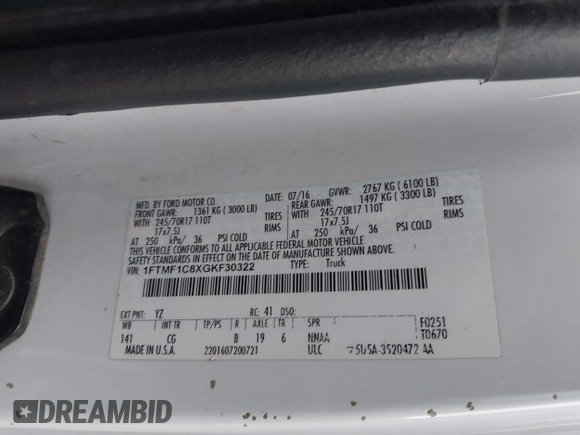 MFD. BY FORD MOTOR CO.
07/16 GVWR: 2767 KG ( 6100 LB)
FRONT GAWR: 1361 KG ( 3000 LB)
REAR GAWR: 1497 KG ( 3300 LB)
WITH 245/70R17 110T TIRES
WITH 245/70R17 110T TIRES
17x7.5J RIMS
17x7.5J RIMS
AT 250 kPa/ 36 PSI COLD
AT 250 kPa/ 36 PSI COLD
THIS VEHICLE CONFORMS TO ALL APPLICABLE FEDERAL MOTOR VEHICLE
SAFETY STANDARDS IN EFFECT ON THE DATE OF MANUFACTURE SHOWN ABOVE.
VIN: 1FTMF1C8XGKF30322 TYPE: Truck
EXT PNT: YZ RC: 41 DSO: F0251
WB INT TR TP/PS R AXLE TR SPR T0670
141 CG B 19 6 NNAA
MADE IN U.S.A. 2201607200721 ULC 5U5A-3520472 AA
DREAMBID